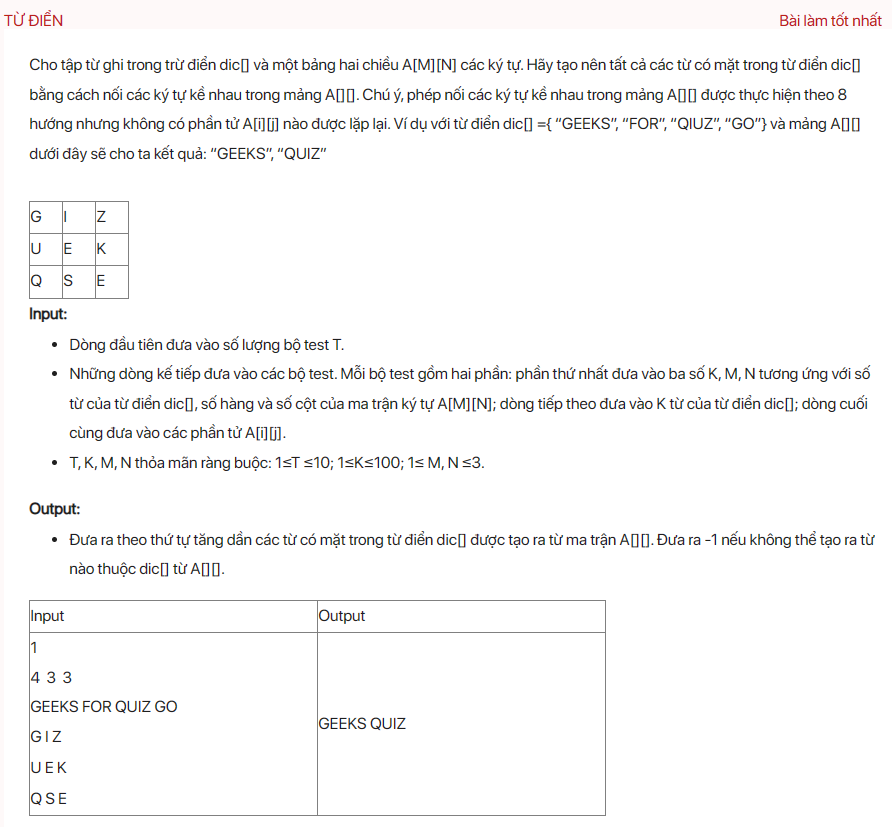 TỪ ĐIỂN Bài làm tốt nhất
Cho tập từ ghi trong trừ điển dic[] và một bảng hai chiều A[M][N] các ký tự. Hãy tạo nên tất cả các từ có mặt trong từ điển dic[]
bằng cách nối các ký tự kề nhau trong mảng A[][]. Chú ý, phép nối các ký tự kề nhau trong mảng A[][] được thực hiện theo 8
hướng nhưng không có phần tử A[i][j] nào được lặp lại. Ví dụ với từ điển dic[] ={ “GEEKS”, “FOR”, “QIUZ”, “GO”} và mảng A[][]
dưới đây sẽ cho ta kết quả: “GEEKS”, “QUIZ”
G I Z
U E K
Q S E
Input:
• Dòng đầu tiên đưa vào số lượng bộ test T.
• Những dòng kế tiếp đưa vào các bộ test. Mỗi bộ test gồm hai phần: phần thứ nhất đưa vào ba số K, M, N tương ứng với số
từ của từ điển dic[], số hàng và số cột của ma trận ký tự A[M][N]; dòng tiếp theo đưa vào K từ của từ điển dic[]; dòng cuối
cùng đưa vào các phần tử A[i][j].
• T, K, M, N thỏa mãn ràng buộc: 1≤T ≤10; 1≤K≤100; 1≤ M, N ≤3.
Output:
• Đưa ra theo thứ tự tăng dần các từ có mặt trong từ điển dic[] được tạo ra từ ma trận A[][]. Đưa ra -1 nếu không thể tạo ra từ
nào thuộc dic[] từ A[][].
Input Output
1
4 3 3
GEEKS FOR QUIZ GO
GEEKS QUIZ
G I Z
U E K
Q S E